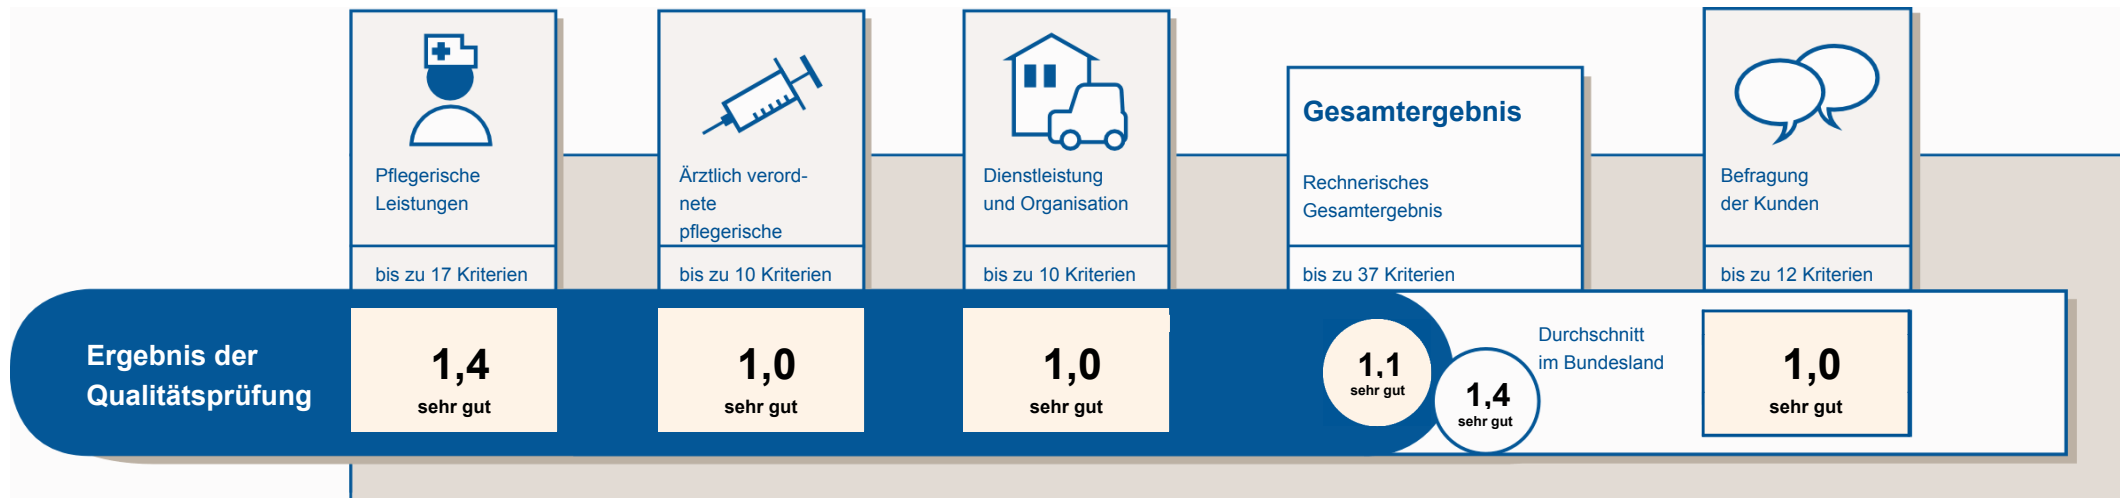 Pflegerische
Leistungen
bis zu 17 Kriterien
Ärztlich verord-
nete
pflegerische
bis zu 10 Kriterien
Dienstleistung
und Organisation
bis zu 10 Kriterien
Gesamtergebnis
Rechnerisches
Gesamtergebnis
bis zu 37 Kriterien
Befragung
der Kunden
bis zu 12 Kriterien
Ergebnis der
Qualitätsprüfung
1,4
sehr gut
1,0
sehr gut
1,0
sehr gut
1,1
sehr gut
1,4
sehr gut
Durchschnitt
im Bundesland
1,0
sehr gut